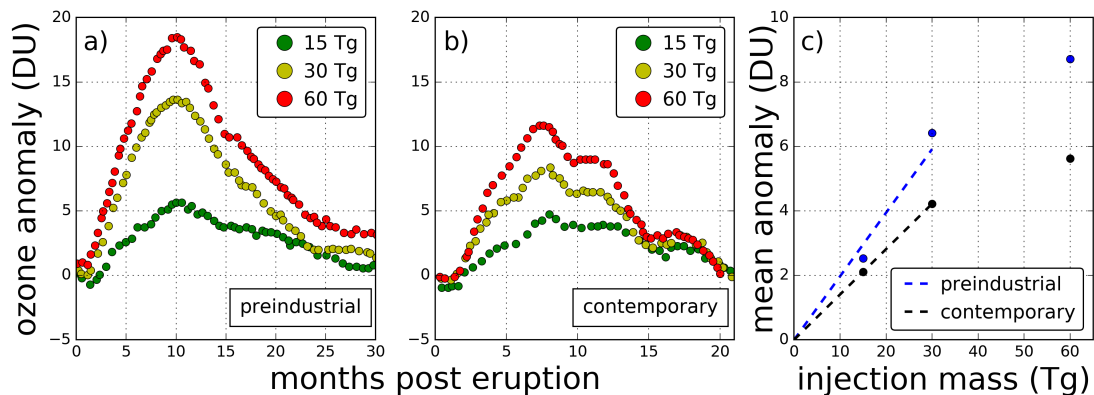 a)
15 Tg
30 Tg
60 Tg
preindustrial
ozone anomaly (DU)
20
15
10
5
0
−5
0 5 10 15 20 25 30
b)
15 Tg
30 Tg
60 Tg
contemporary
20
15
10
5
0
−5
0 5 10 15 20
months post eruption
c)
mean anomaly (DU)
10
8
6
4
2
0
preindustrial
contemporary
0 10 20 30 40 50 60
injection mass (Tg)